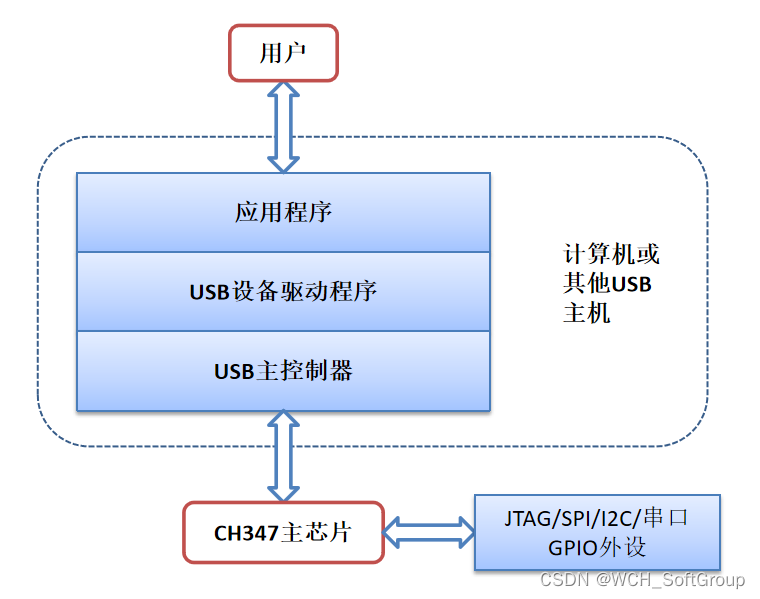 用户
应用程序
USB设备驱动程序
USB主控制器
计算机或
其他USB
主机
CH347主芯片
JTAG/SPI/I2C/串口
GPIO外设
CSDN @WCH_SoftGroup